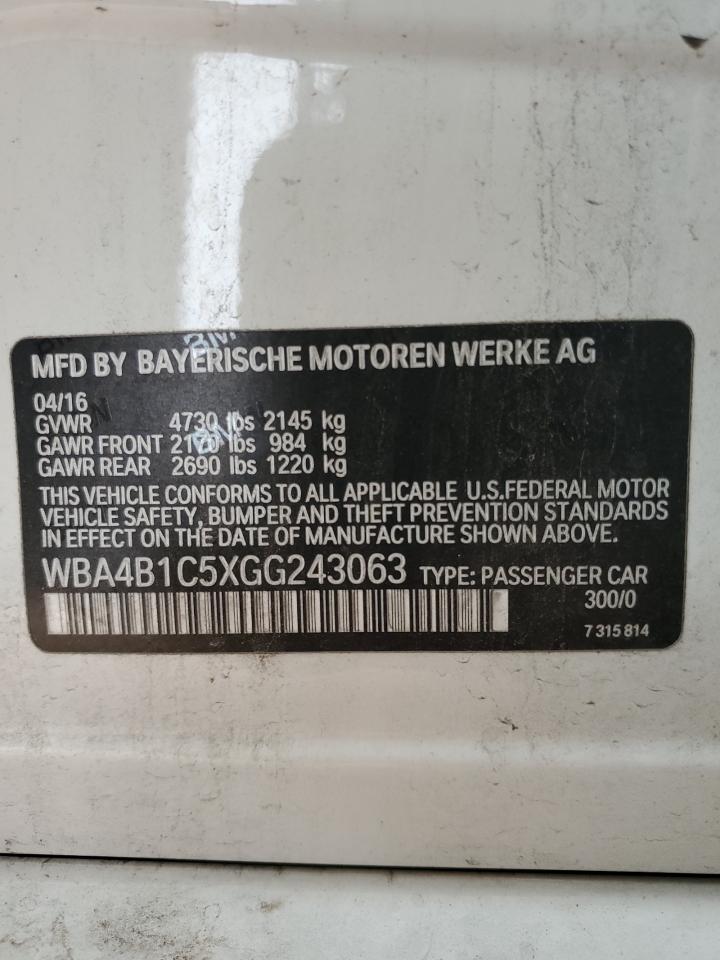 MFD BY BAYERISCHE MOTOREN WERKE AG
04/16
GVWR 4730 lbs 2145 kg
GAWR FRONT 2170 lbs 984 kg
GAWR REAR 2690 lbs 1220 kg
THIS VEHICLE CONFORMS TO ALL APPLICABLE U.S.FEDERAL MOTOR
VEHICLE SAFETY, BUMPER AND THEFT PREVENTION STANDARDS
IN EFFECT ON THE DATE OF MANUFACTURE SHOWN ABOVE.
WBA4B1C5XGG243063 TYPE: PASSENGER CAR
300/0
7 315 814